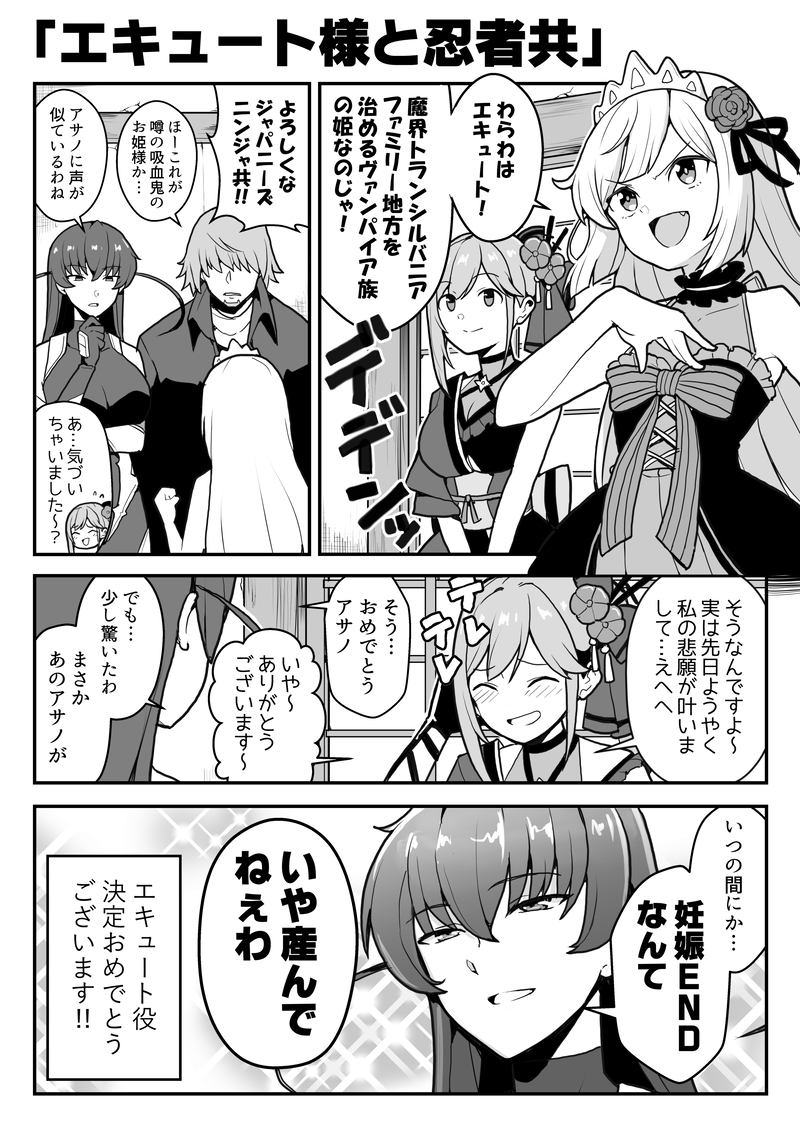 「エキュート様と忍者共」
わらわは
エキュート！
魔界トランシルバニア
ファミリー地方を
治めるヴァンパイア族
の姫なのじゃ！
デデデンッ
よろしくな
ジャパニーズ
ニンジャ共!!
ほーこれが
噂の吸血鬼の
お姫様か…
アサノに声が
似ているわね
あ…気づい
ちゃいました～？
そうなんですよ～
実は先日ようやく
私の悲願が叶いま
して…えへへ
テレ
テレ
そう…
おめでとう
アサノ
いや～
ありがとう
ございます～
でも…
少し驚いたわ
まさか
あのアサノが
いつの間にか…
妊娠END
なんて
いや産んで
ねぇわ
エキュート役
決定おめでとう
ございます!!